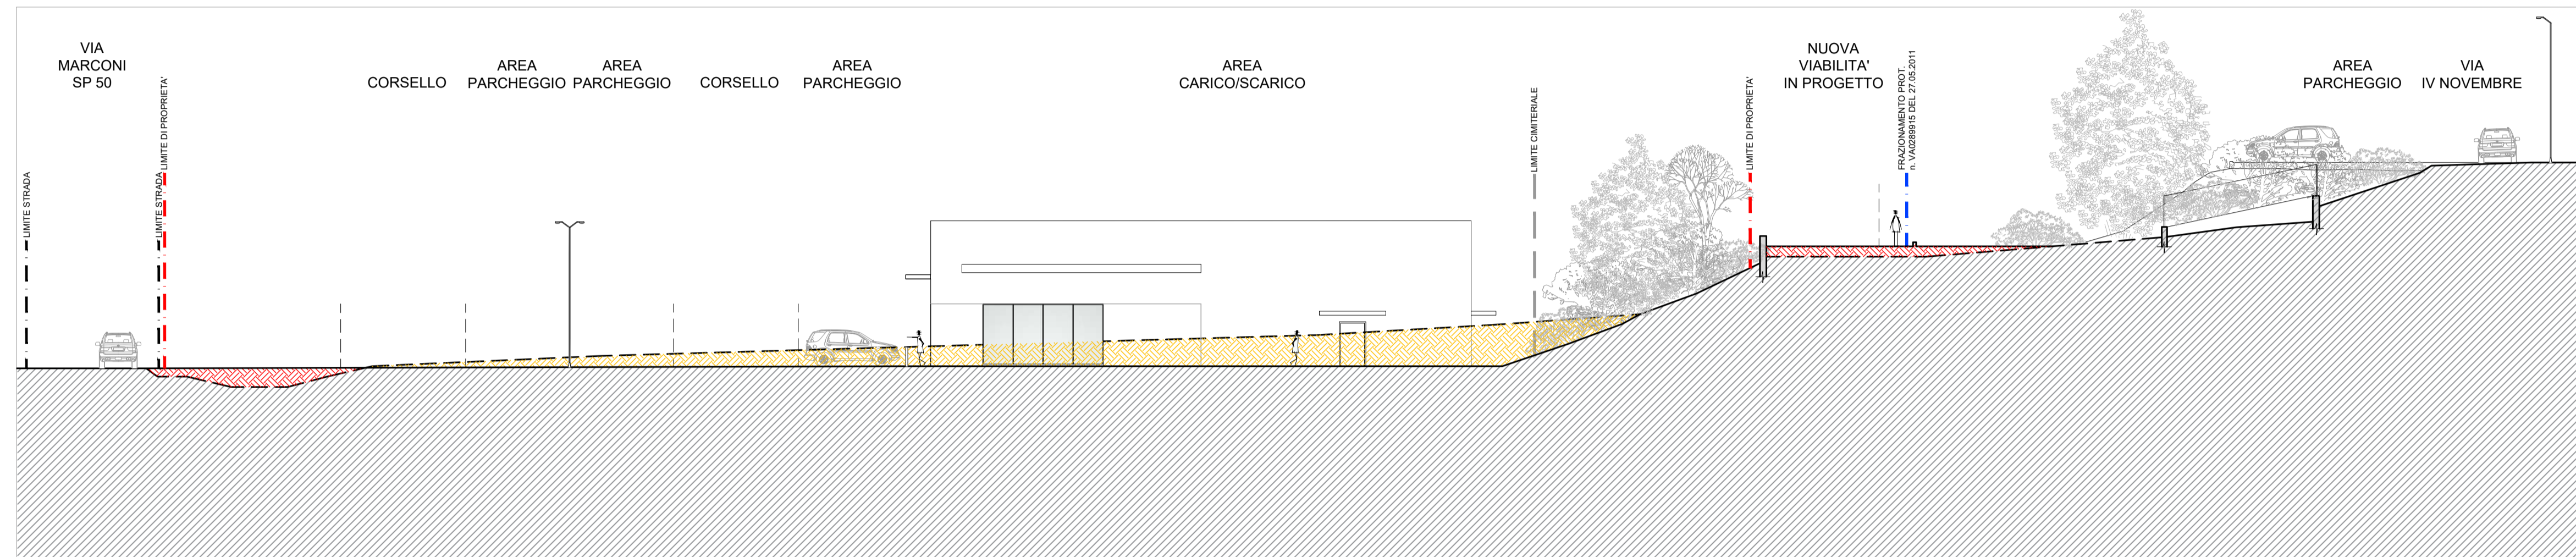 VIA
MARCONI
SP 50
LIMITE STRADA
LIMITE STRADA
LIMITE DI PROPRIETA'
CORSELLO
AREA
PARCHEGGIO
AREA
PARCHEGGIO
CORSELLO
AREA
PARCHEGGIO
AREA
CARICO/SCARICO
LIMITE CIMITERIALE
LIMITE DI PROPRIETA'
NUOVA
VIABILITA'
IN PROGETTO
FRAZIONAMENTO PROT.
n. VA0289915 DEL 27.05.2011
AREA
PARCHEGGIO
VIA
IV NOVEMBRE